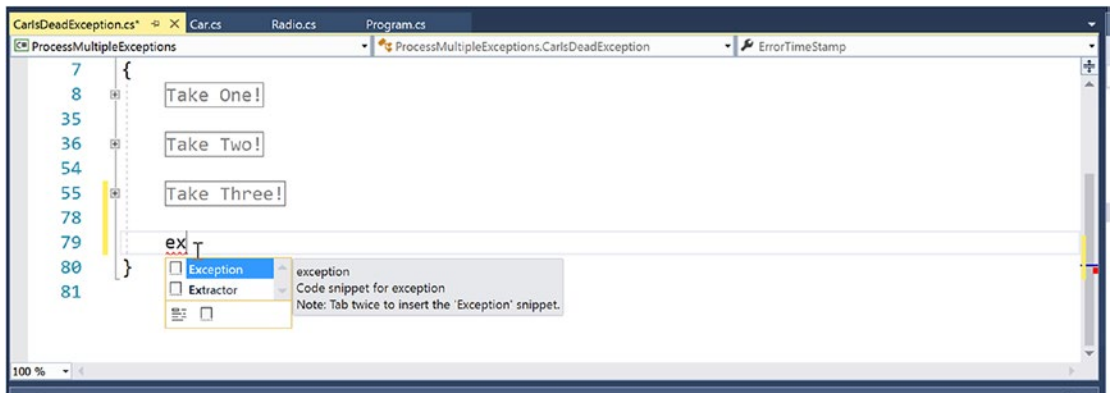 CarIsDeadException.cs* Car.cs Radio.cs Program.cs
ProcessMultipleExceptions ProcessMultipleExceptions.CarIsDeadException ErrorTimeStamp
7 {
8 Take One!
35
36 Take Two!
54
55 Take Three!
78
79 ex
80 }
81
Exception
Extractor
exception
Code snippet for exception
Note: Tab twice to insert the 'Exception' snippet.
100 %